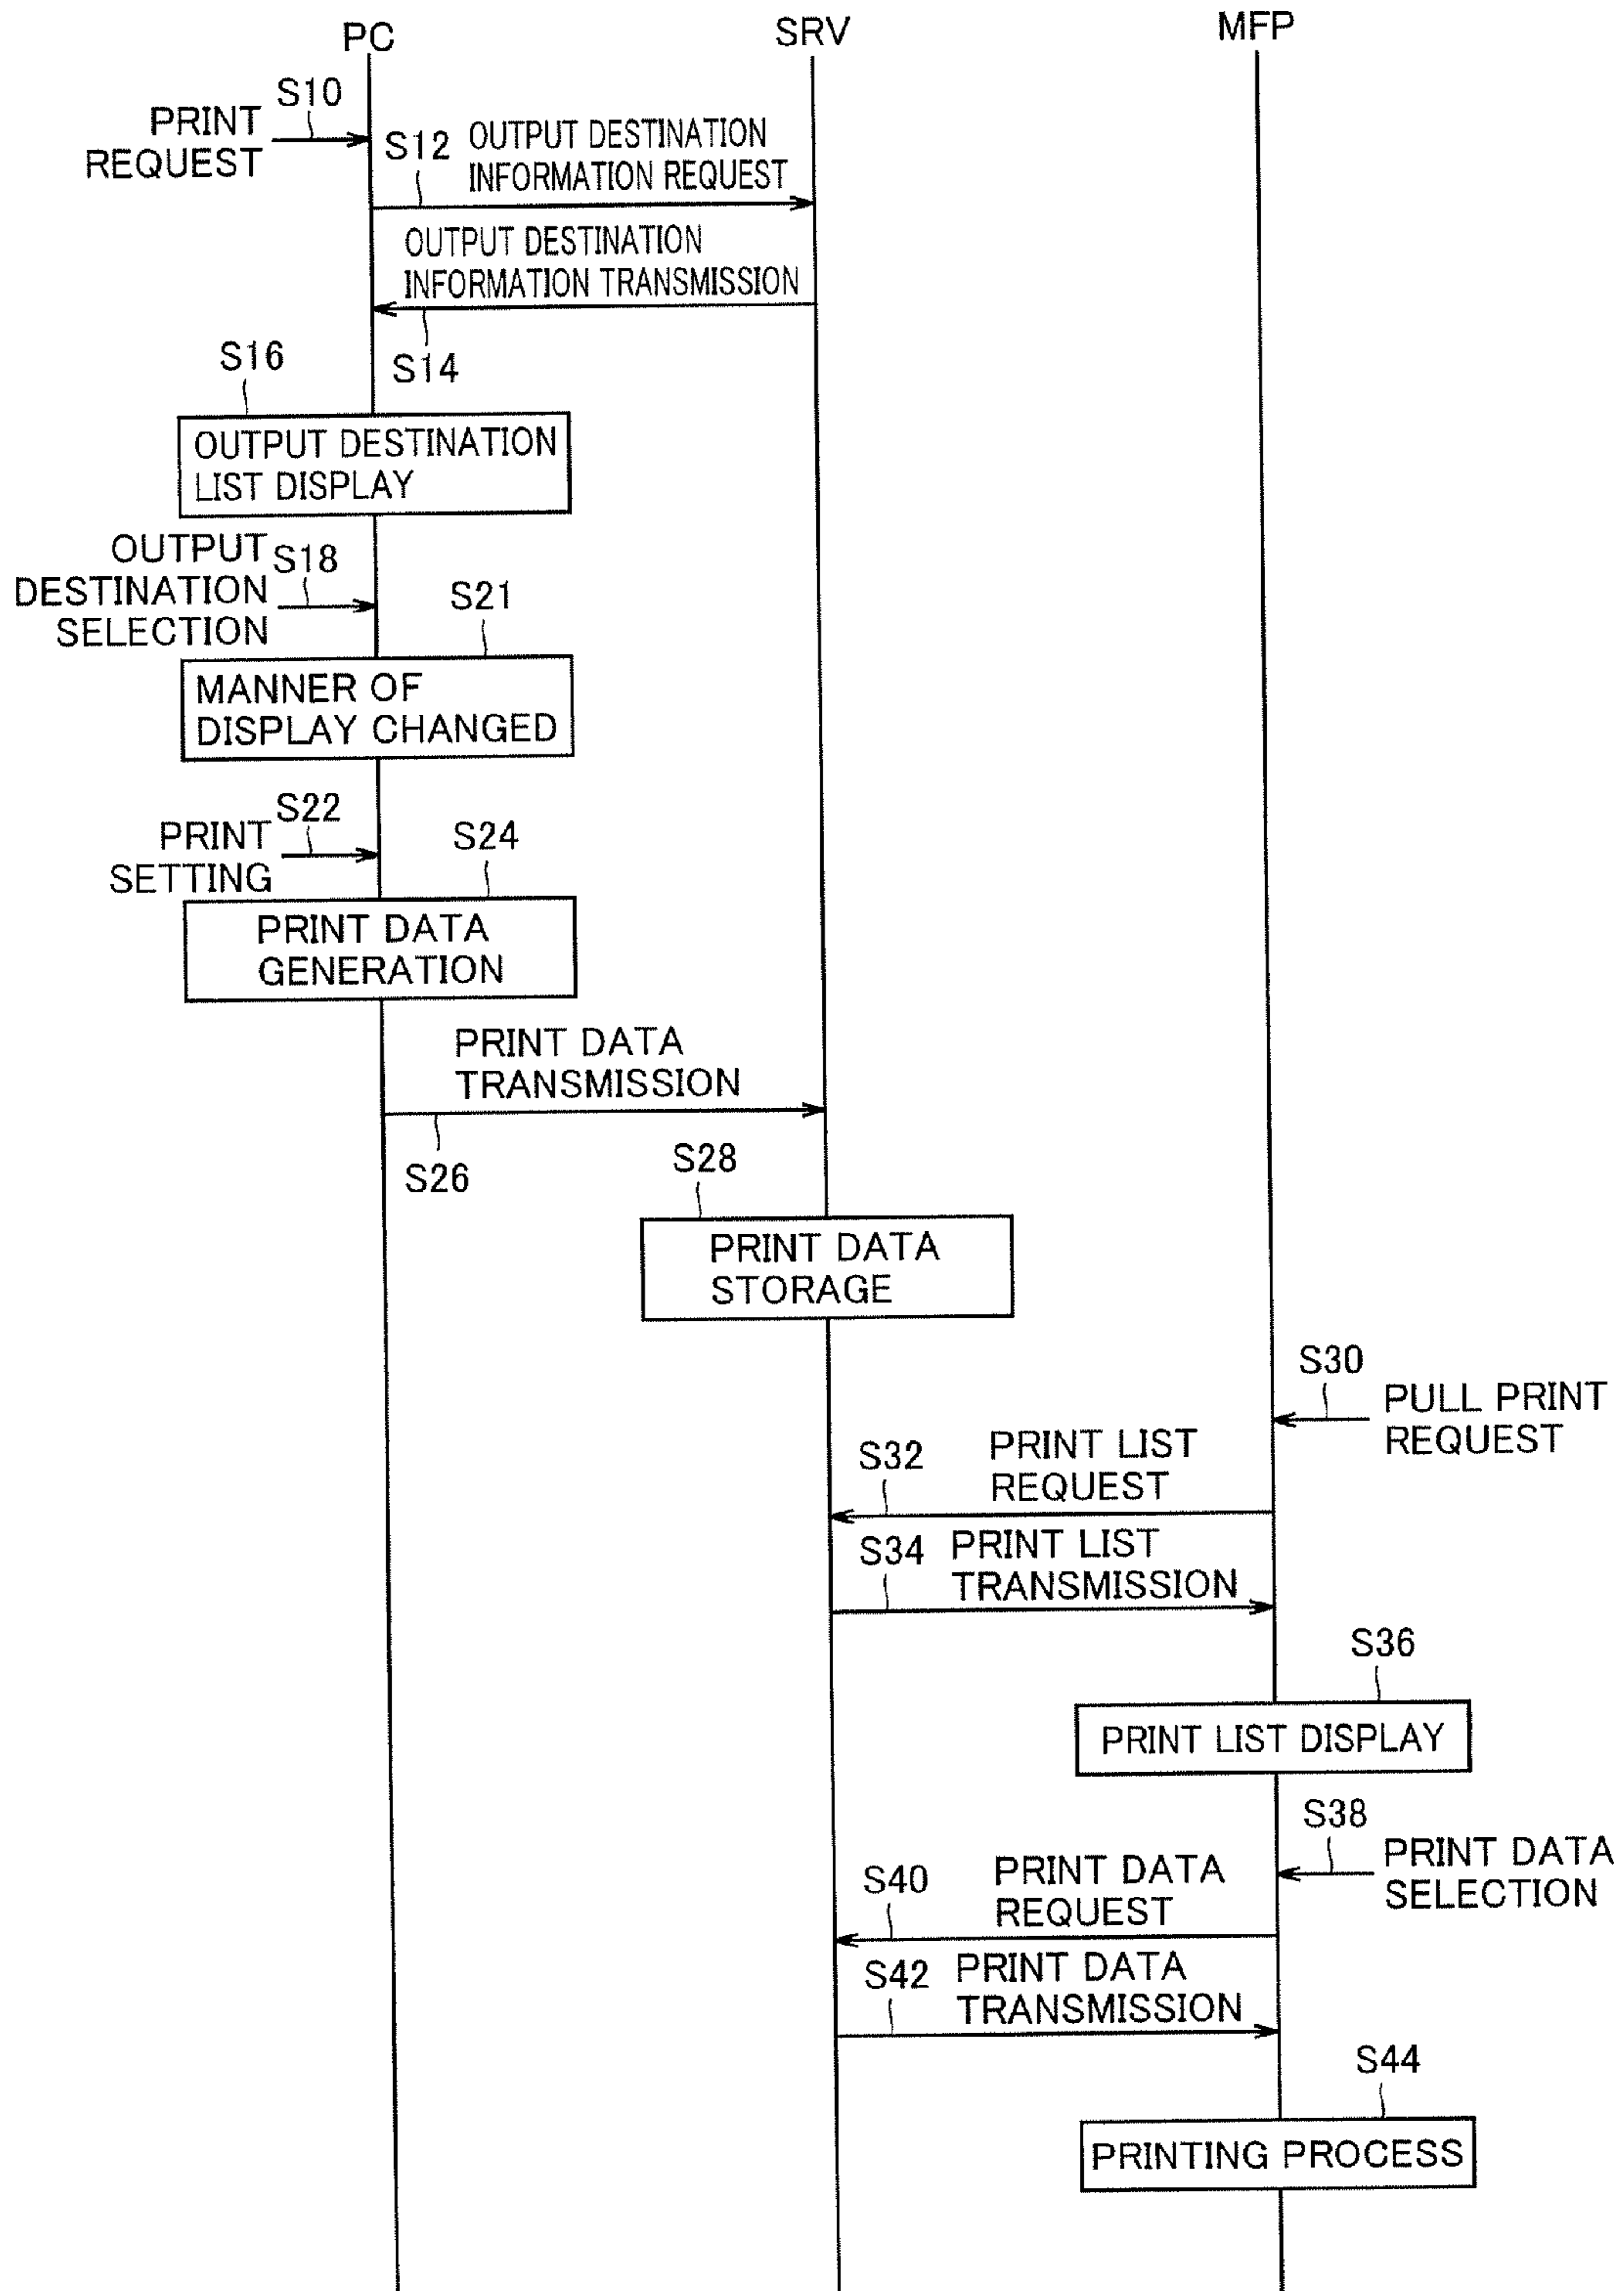 PC
SRV
MFP
S10
PRINT
REQUEST
S12
OUTPUT DESTINATION
INFORMATION REQUEST
OUTPUT DESTINATION
INFORMATION TRANSMISSION
S14
S16
OUTPUT DESTINATION
LIST DISPLAY
OUTPUT
DESTINATION
SELECTION
S18
S21
MANNER OF
DISPLAY CHANGED
S22
PRINT
SETTING
S24
PRINT DATA
GENERATION
PRINT DATA
TRANSMISSION
S26
S28
PRINT DATA
STORAGE
S30
PULL PRINT
REQUEST
S32
PRINT LIST
REQUEST
S34
PRINT LIST
TRANSMISSION
S36
PRINT LIST DISPLAY
S38
PRINT DATA
SELECTION
S40
PRINT DATA
REQUEST
S42
PRINT DATA
TRANSMISSION
S44
PRINTING PROCESS